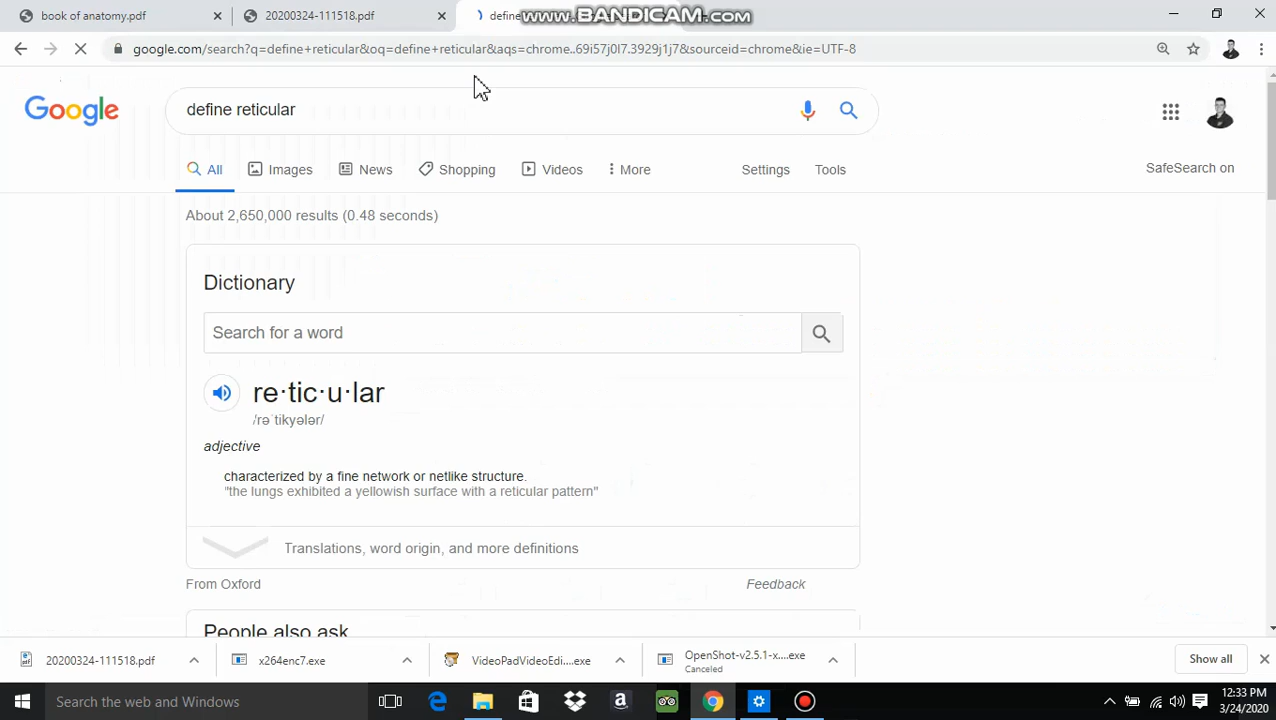 book of anatomy.pdf
20200324-111518.pdf
define
www.BANDICAM.com
google.com/search?q=define+reticular&oq=define+reticular&aqs=chrome..69i57j0l7.3929j1j7&sourceid=chrome&ie=UTF-8
Google
define reticular
All
Images
News
Shopping
Videos
More
Settings
Tools
SafeSearch on
About 2,650,000 results (0.48 seconds)
Dictionary
Search for a word
re·tic·u·lar
/rəˈtikyələr/
adjective
characterized by a fine network or netlike structure.
"the lungs exhibited a yellowish surface with a reticular pattern"
Translations, word origin, and more definitions
From Oxford
Feedback
People also ask
20200324-111518.pdf
x264enc7.exe
VideoPadVideoEdi....exe
OpenShot-v2.5.1-x....exe
Canceled
Show all
Search the web and Windows
12:33 PM
3/24/2020